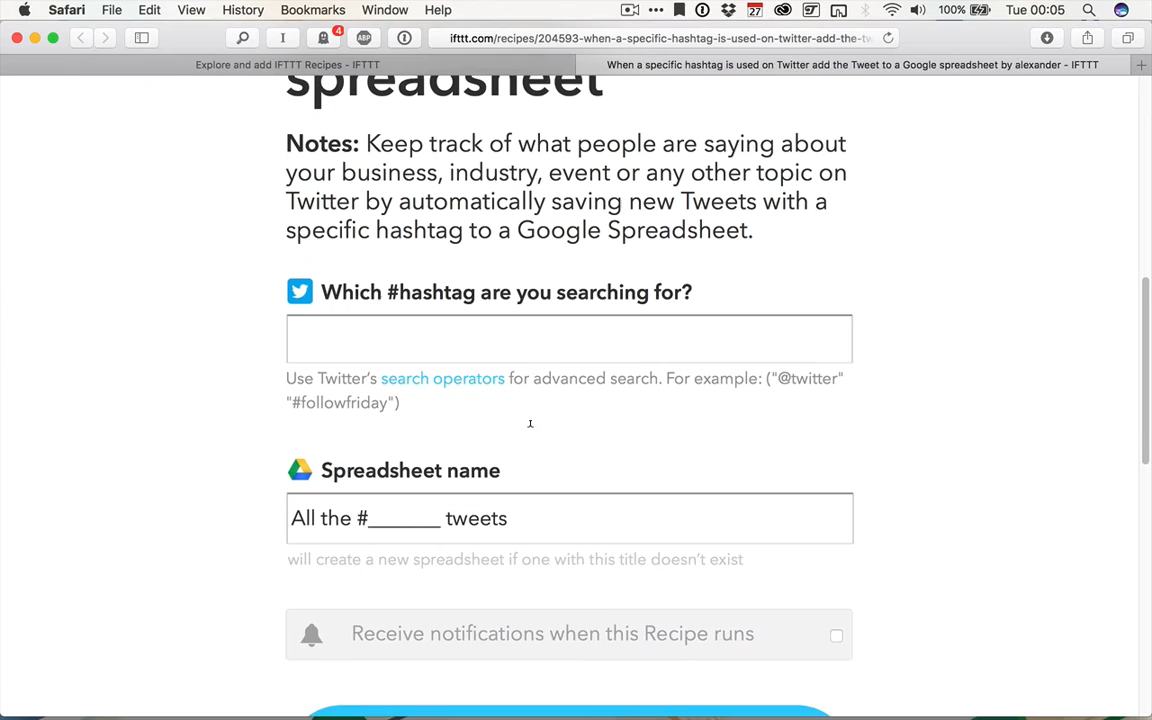 Safari File Edit View History Bookmarks Window Help 27 100% Tue 00:05
4 ABP ifttt.com/recipes/204593-when-a-specific-hashtag-is-used-on-twitter-add-the-tw
Explore and add IFTTT Recipes - IFTTT When a specific hashtag is used on Twitter add the Tweet to a Google spreadsheet by alexander - IFTTT
spreadsheet
Notes: Keep track of what people are saying about
your business, industry, event or any other topic on
Twitter by automatically saving new Tweets with a
specific hashtag to a Google Spreadsheet.
Which #hashtag are you searching for?
Use Twitter's search operators for advanced search. For example: ("@twitter"
"#followfriday")
Spreadsheet name
All the #_______ tweets
will create a new spreadsheet if one with this title doesn't exist
Receive notifications when this Recipe runs